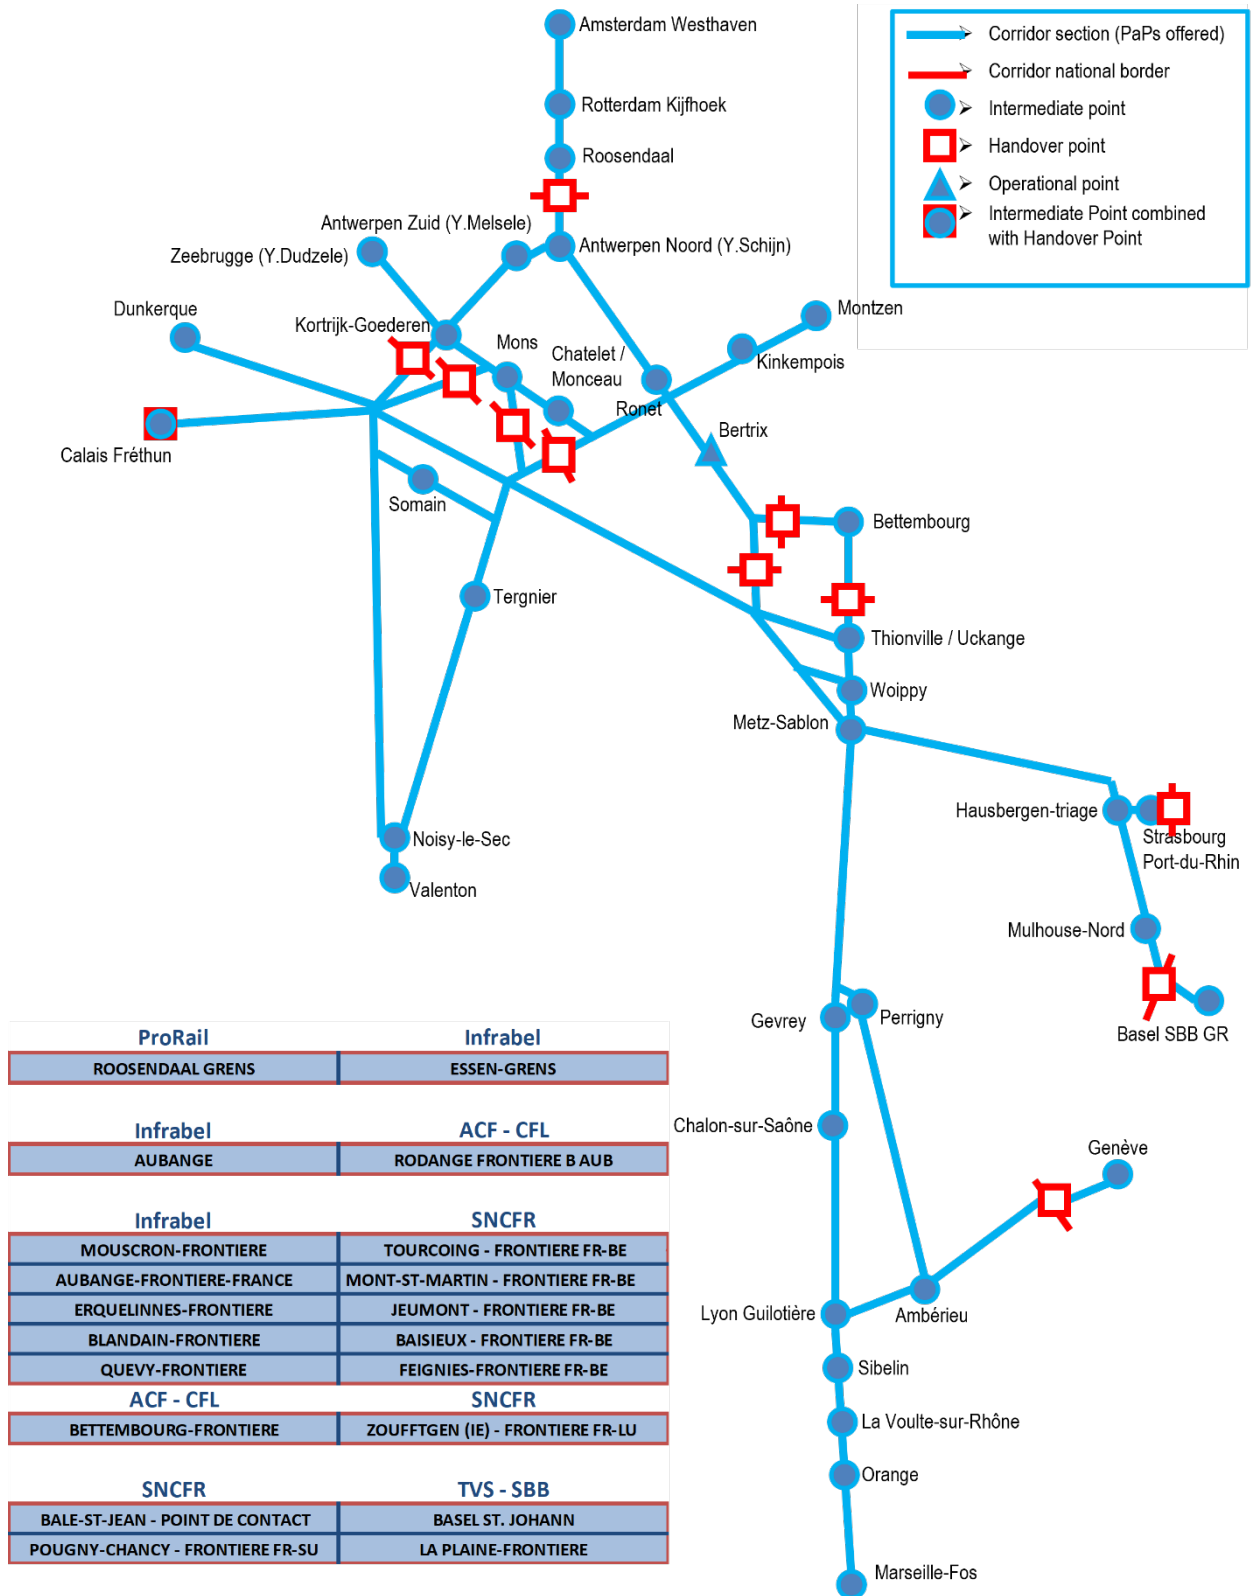 Amsterdam Westhaven
Rotterdam Kijfhoek
Roosendaal
Corridor section (PaPs offered)
Corridor national border
Intermediate point
Handover point
Operational point
Intermediate Point combined
with Handover Point
Antwerpen Zuid (Y.Melsele)
Zeebrugge (Y.Dudzele)
Antwerpen Noord (Y.Schijn)
Dunkerque
Kortrijk-Goederen
Mons
Chatelet /
Monceau
Montzen
Kinkempois
Ronet
Bertrix
Calais Fréthun
Somain
Bettembourg
Tergnier
Thionville / Uckange
Woippy
Metz-Sablon
Hausbergen-triage
Strasbourg
Port-du-Rhin
Noisy-le-Sec
Valenton
Mulhouse-Nord
Basel SBB GR
Gevrey
Perrigny
Chalon-sur-Saône
Genève
Lyon Guilotière
Ambérieu
Sibelin
La Voulte-sur-Rhône
Orange
Marseille-Fos
ProRail Infrabel
ROOSENDAAL GRENS ESSEN-GRENS
Infrabel ACF - CFL
AUBANGE RODANGE FRONTIERE B AUB
Infrabel SNCFR
MOUSCRON-FRONTIERE TOURCOING - FRONTIERE FR-BE
AUBANGE-FRONTIERE-FRANCE MONT-ST-MARTIN - FRONTIERE FR-BE
ERQUELINNES-FRONTIERE JEUMONT - FRONTIERE FR-BE
BLANDAIN-FRONTIERE BAISIEUX - FRONTIERE FR-BE
QUEVY-FRONTIERE FEIGNIES-FRONTIERE FR-BE
ACF - CFL SNCFR
BETTEMBOURG-FRONTIERE ZOUFFTGEN (IE) - FRONTIERE FR-LU
SNCFR TVS - SBB
BALE-ST-JEAN - POINT DE CONTACT BASEL ST. JOHANN
POUGNY-CHANCY - FRONTIERE FR-SU LA PLAINE-FRONTIERE